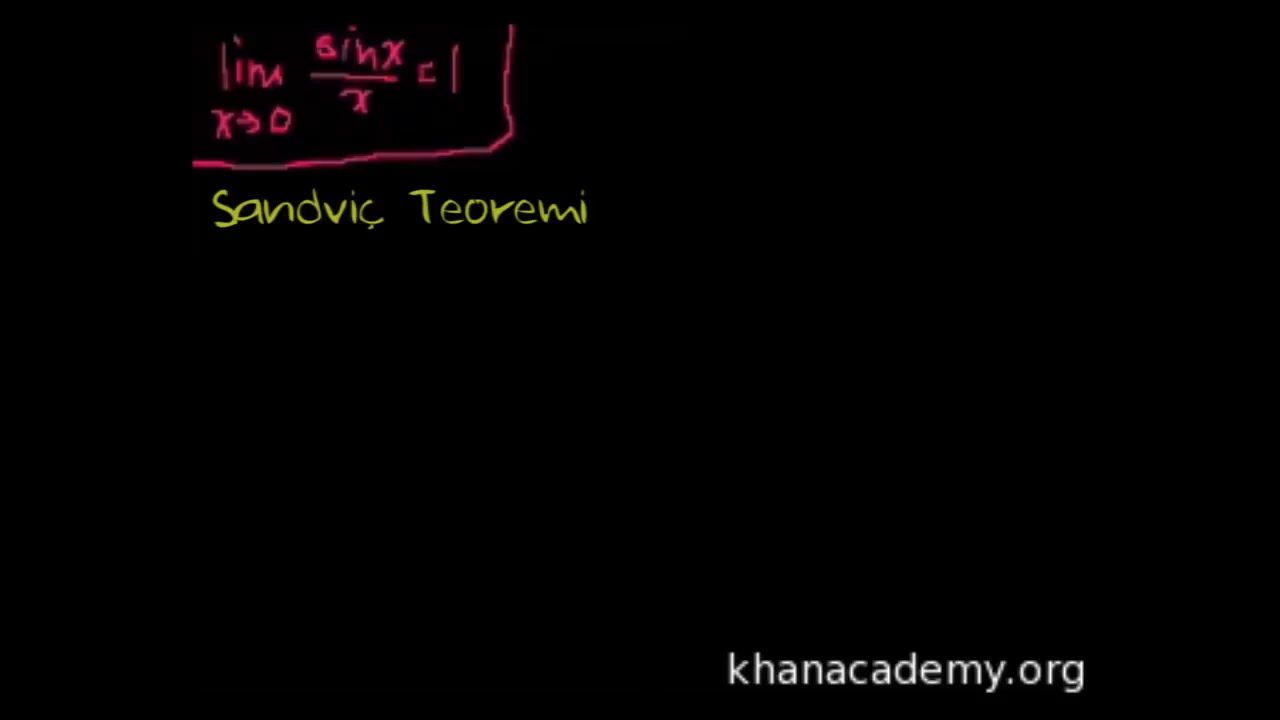 lim sinx/x = 1
x→0
Sandviç Teoremi
khanacademy.org